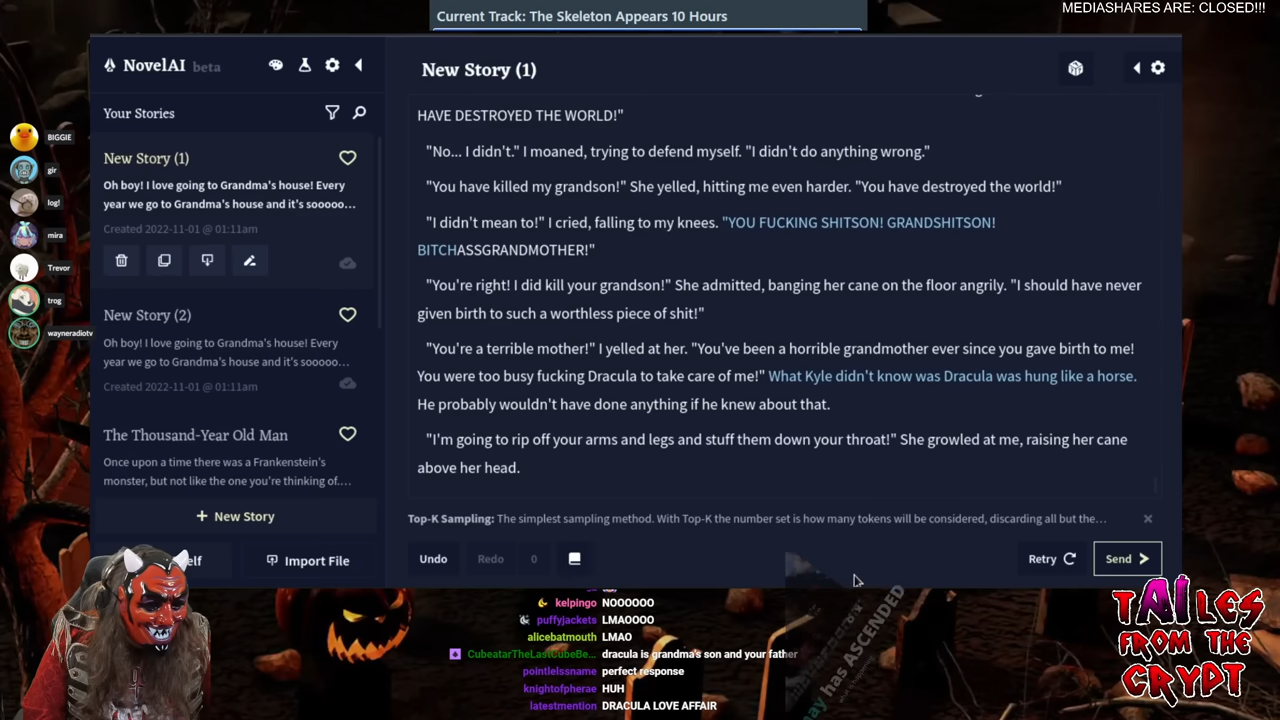 Current Track: The Skeleton Appears 10 Hours
MEDIASHARES ARE: CLOSED!!!
NovelAI beta
Your Stories
New Story (1)
Oh boy! I love going to Grandma's house! Every
year we go to Grandma's house and it's sooooo…
Created 2022-11-01 @ 01:11am
New Story (2)
Oh boy! I love going to Grandma's house! Every
year we go to Grandma's house and it's sooooo…
Created 2022-11-01 @ 01:11am
The Thousand-Year Old Man
Once upon a time there was a Frankenstein's
monster, but not like the one you're thinking of.…
+ New Story
elf
Import File
BIGGIE
gir
log!
mira
Trevor
trog
wayneradiotv
New Story (1)
HAVE DESTROYED THE WORLD!"
"No... I didn't." I moaned, trying to defend myself. "I didn't do anything wrong."
"You have killed my grandson!" She yelled, hitting me even harder. "You have destroyed the world!"
"I didn't mean to!" I cried, falling to my knees. "YOU FUCKING SHITSON! GRANDSHITSON!
BITCHASSGRANDMOTHER!"
"You're right! I did kill your grandson!" She admitted, banging her cane on the floor angrily. "I should have never
given birth to such a worthless piece of shit!"
"You're a terrible mother!" I yelled at her. "You've been a horrible grandmother ever since you gave birth to me!
You were too busy fucking Dracula to take care of me!" What Kyle didn't know was Dracula was hung like a horse.
He probably wouldn't have done anything if he knew about that.
"I'm going to rip off your arms and legs and stuff them down your throat!" She growled at me, raising her cane
above her head.
Top-K Sampling: The simplest sampling method. With Top-K the number set is how many tokens will be considered, discarding all but the…
Undo
Redo
0
Retry
Send
kelpingo NOOOOOO
puffyjackets LMAOOOO
alicebatmouth LMAO
CubeatarTheLastCubeBe... dracula is grandma's son and your father
pointlessname perfect response
knightofpherae HUH
latestmention DRACULA LOVE AFFAIR
has ASCENDED
TAILES
FROM THE
CRYPT